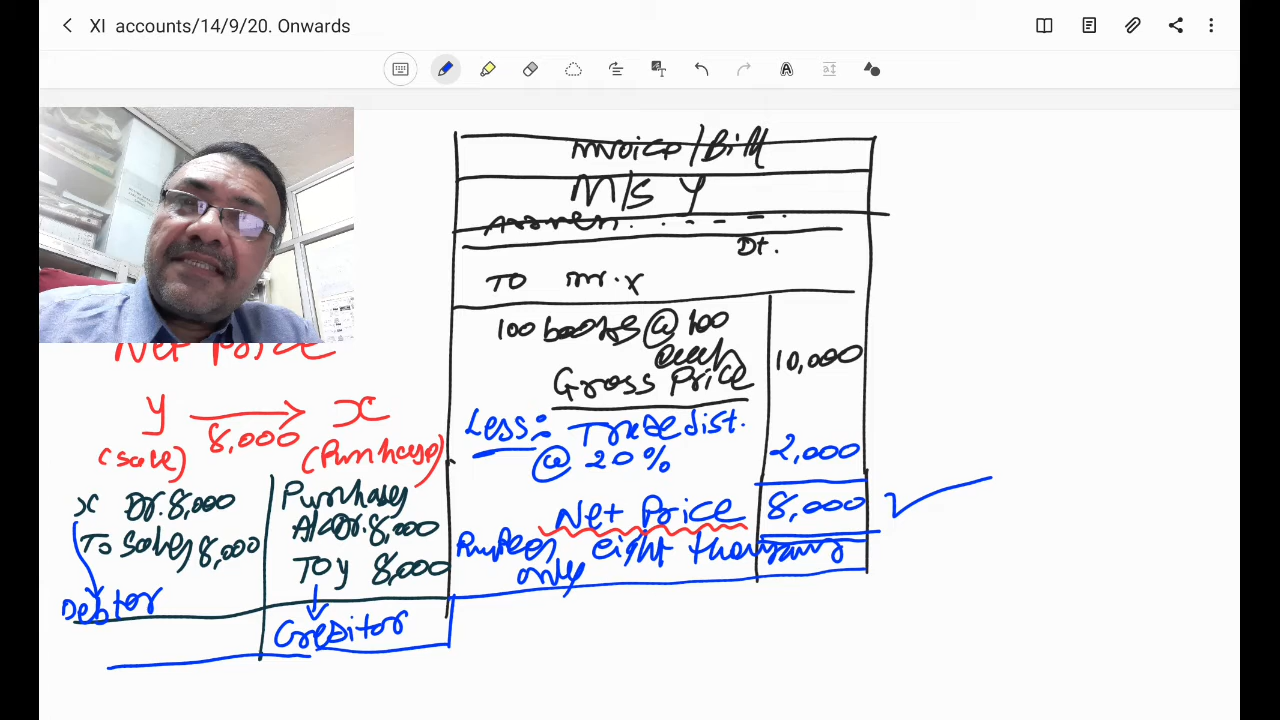 XI accounts/14/9/20. Onwards
Invoice/Bill
M/S Y
Dt.
To Mr. X
100 books @ 100
each
10,000
Gross Price
Less: Trade dist.
@ 20%
2,000
Net Price 8,000
Rupees eight thousand
only
Net Price
Y → X
8,000
(sale) (Purchase)
X Dr. 8,000
To Sales 8,000
Debtor
Purchases
A/c Dr. 8,000
To Y 8,000
Creditor